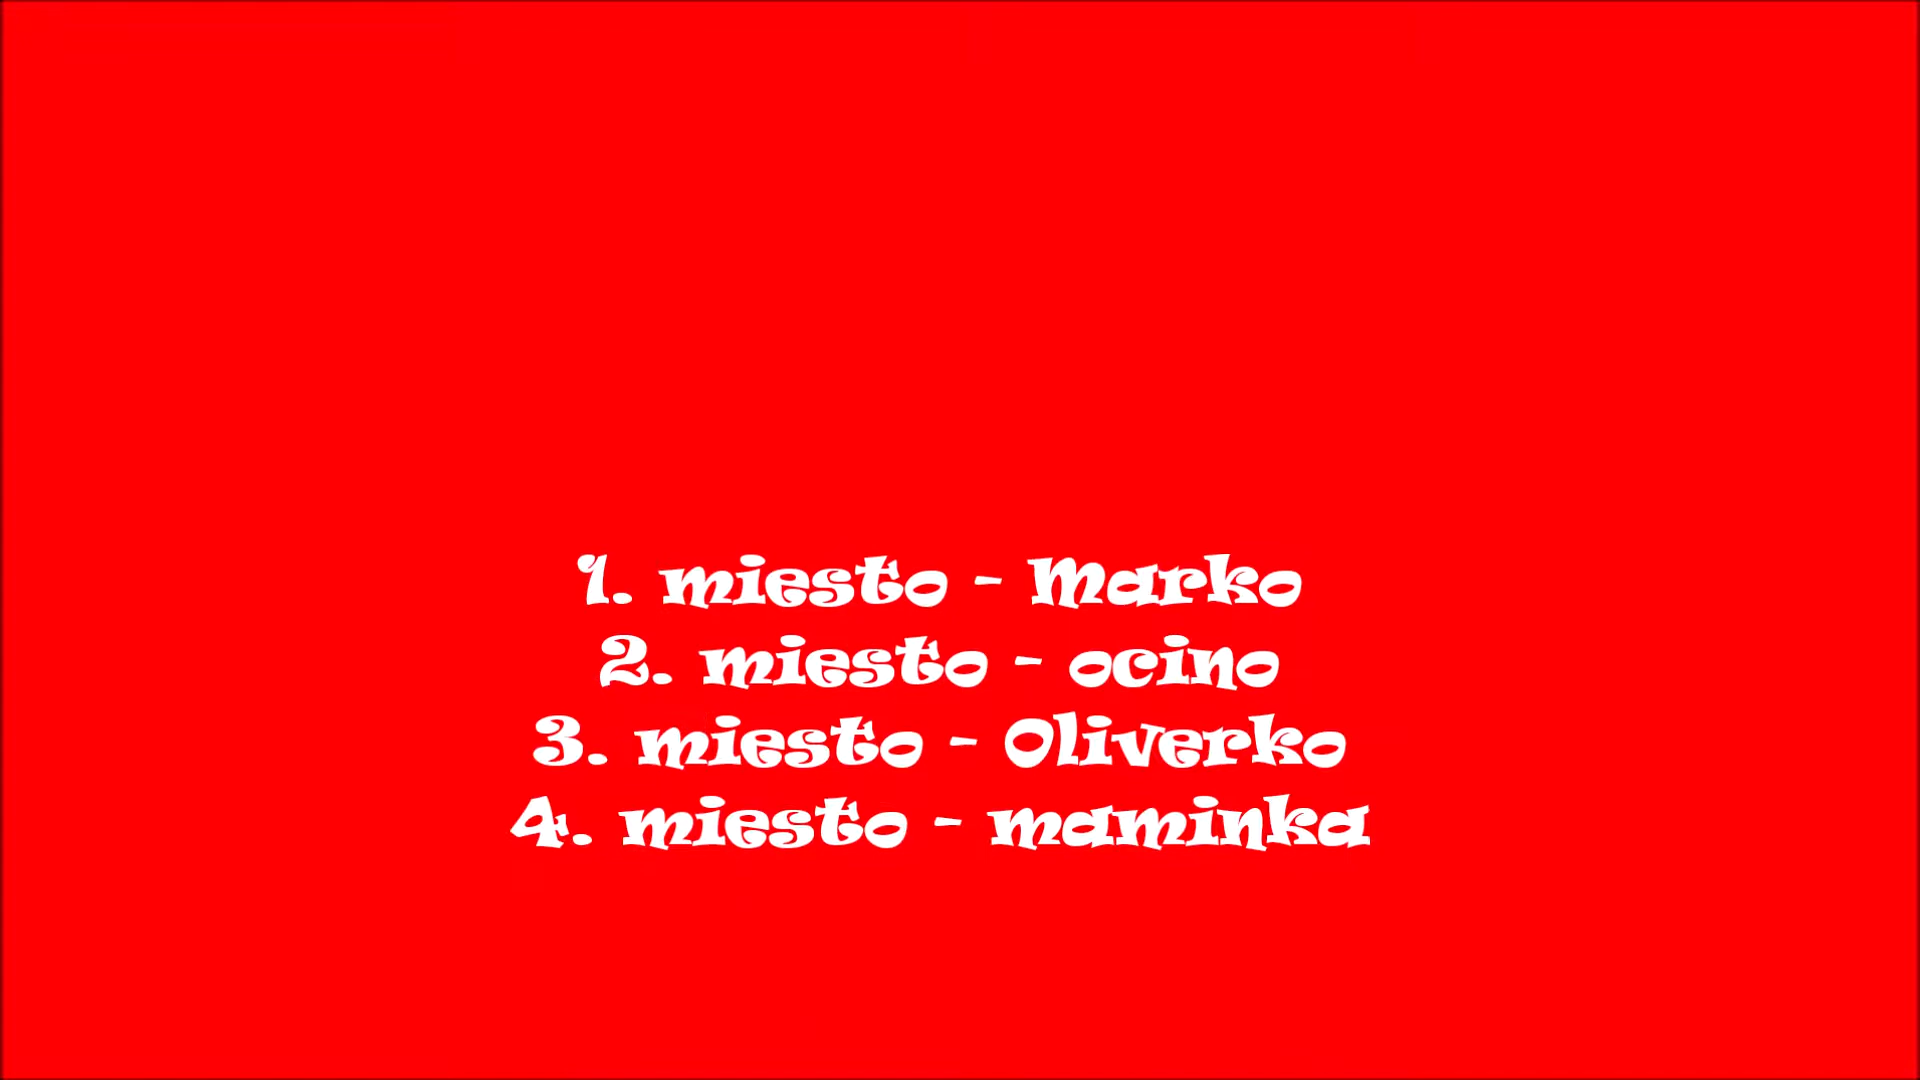 1. miesto - Marko
2. miesto - ocino
3. miesto - Oliverko
4. miesto - maminka